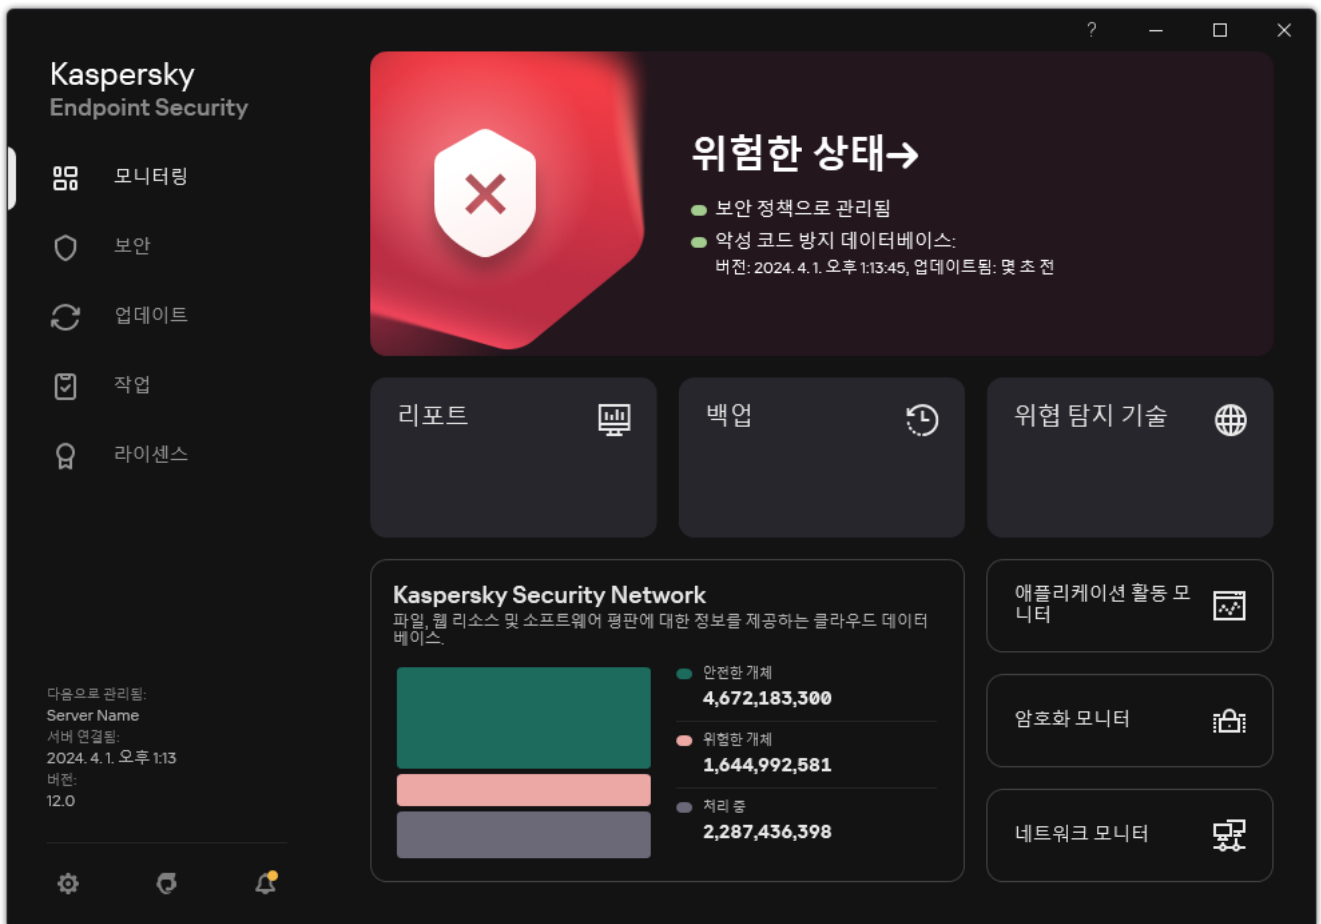 ?
Kaspersky
Endpoint Security
모니터링
보안
업데이트
작업
라이센스
다음으로 관리됨:
Server Name
서버 연결됨:
2024. 4. 1. 오후 1:13
버전:
12.0
위험한 상태→
보안 정책으로 관리됨
악성 코드 방지 데이터베이스:
버전: 2024. 4. 1. 오후 1:13:45, 업데이트됨: 몇 초 전
리포트
백업
위협 탐지 기술
Kaspersky Security Network
파일, 웹 리소스 및 소프트웨어 평판에 대한 정보를 제공하는 클라우드 데이터
베이스.
안전한 개체
4,672,183,300
위험한 개체
1,644,992,581
처리 중
2,287,436,398
애플리케이션 활동 모
니터
암호화 모니터
네트워크 모니터